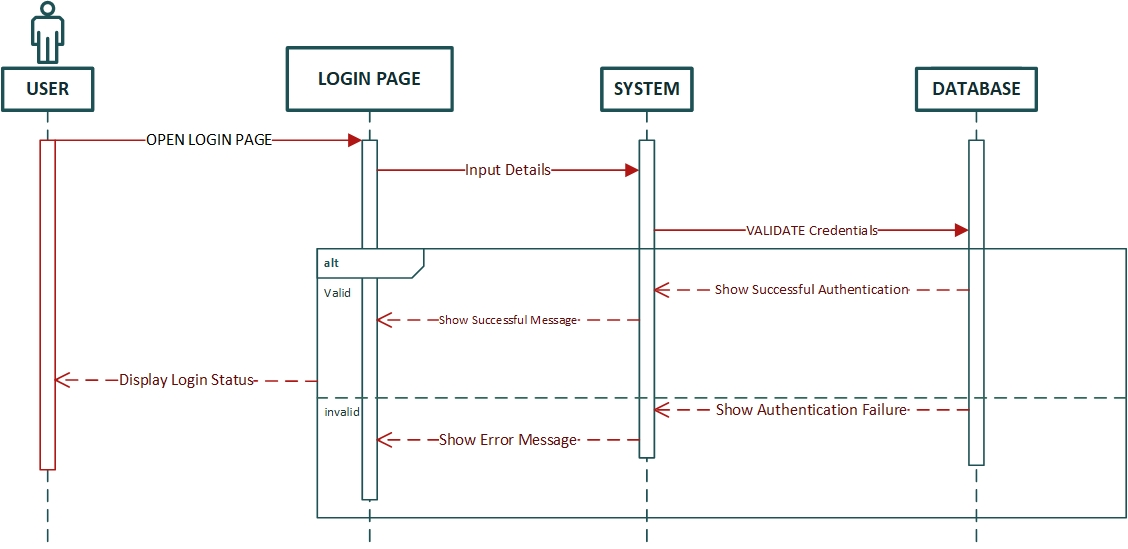 USER
LOGIN PAGE
SYSTEM
DATABASE
OPEN LOGIN PAGE
Input Details
VALIDATE Credentials
alt
Valid
Show Successful Authentication
Show Successful Message
Display Login Status
invalid
Show Authentication Failure
Show Error Message